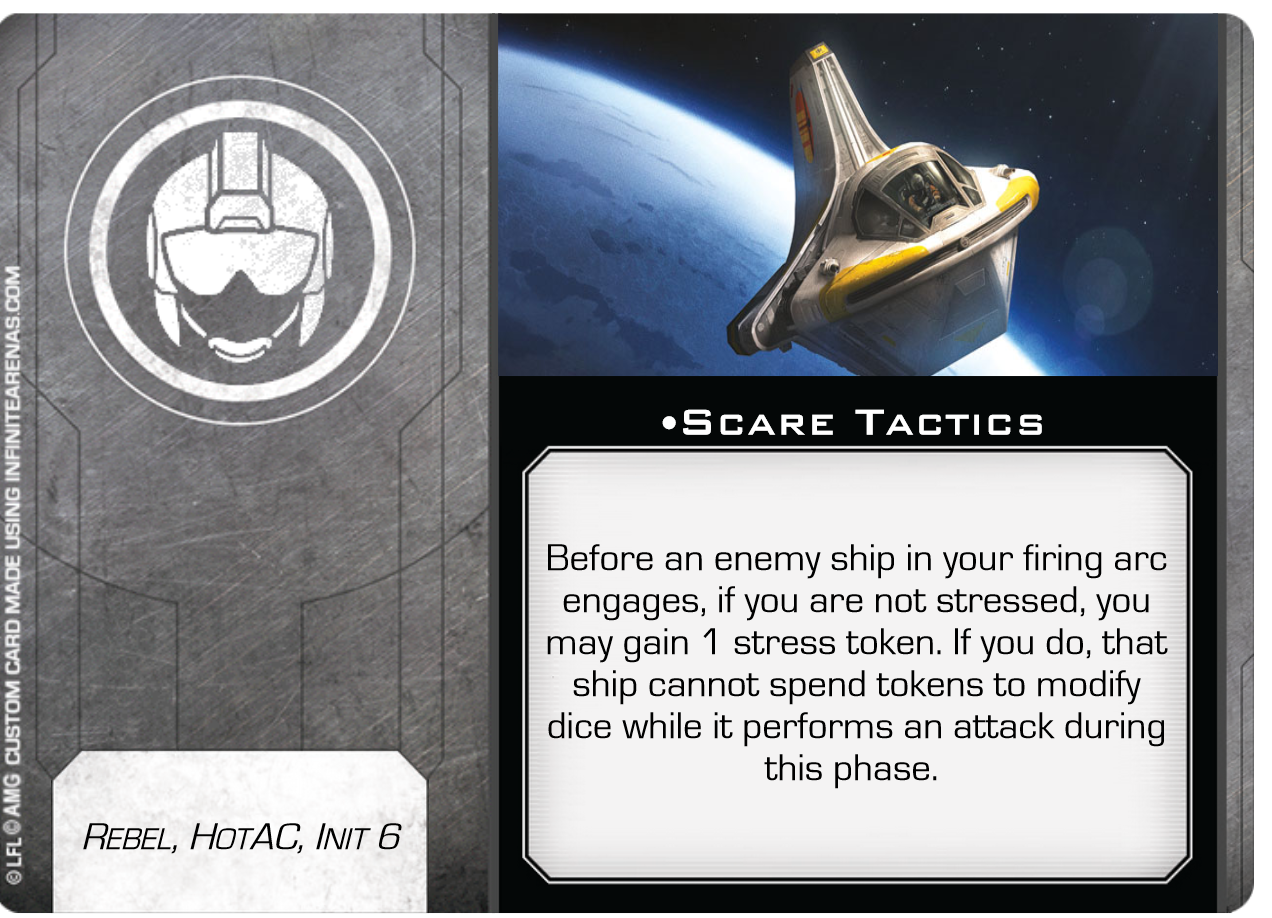 © LFL © AMG CUSTOM CARD MADE USING INFINITEARENAS.COM
•Scare Tactics
Before an enemy ship in your firing arc
engages, if you are not stressed, you
may gain 1 stress token. If you do, that
ship cannot spend tokens to modify
dice while it performs an attack during
this phase.
Rebel, HotAC, Init 6